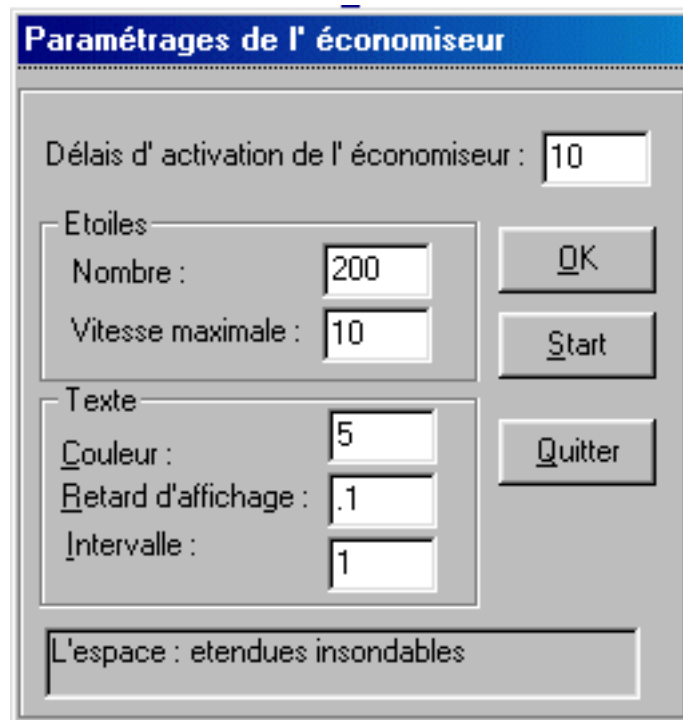 Paramétrages de l' économiseur
Délais d' activation de l' économiseur : 10
Etoiles
Nombre : 200
Vitesse maximale : 10
OK
Start
Texte
Couleur : 5
Retard d'affichage : .1
Intervalle : 1
Quitter
L'espace : etendues insondables